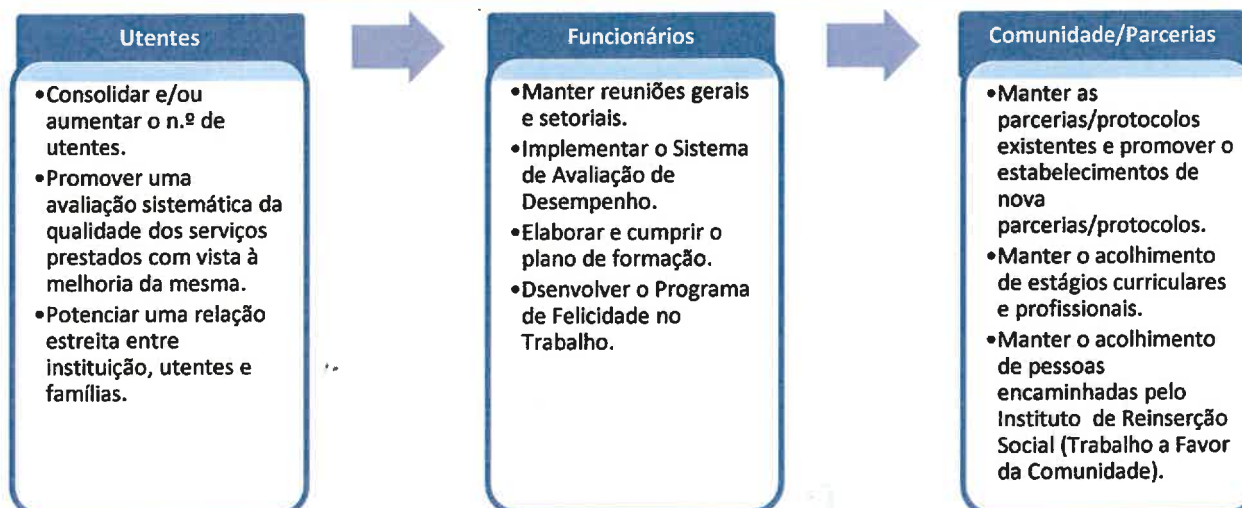 Utentes
•Consolidar e/ou
aumentar o n.º de
utentes.
•Promover uma
avaliação sistemática da
qualidade dos serviços
prestados com vista à
melhoria da mesma.
•Potenciar uma relação
estreita entre
instituição, utentes e
famílias.
Funcionários
•Manter reuniões gerais
e setoriais.
•Implementar o Sistema
de Avaliação de
Desempenho.
•Elaborar e cumprir o
plano de formação.
•Dsenvolver o Programa
de Felicidade no
Trabalho.
Comunidade/Parcerias
•Manter as
parcerias/protocolos
existentes e promover o
estabelecimentos de
nova
parcerias/protocolos.
•Manter o acolhimento
de estágios curriculares
e profissionais.
•Manter o acolhimento
de pessoas
encaminhadas pelo
Instituto de Reinserção
Social (Trabalho a Favor
da Comunidade).